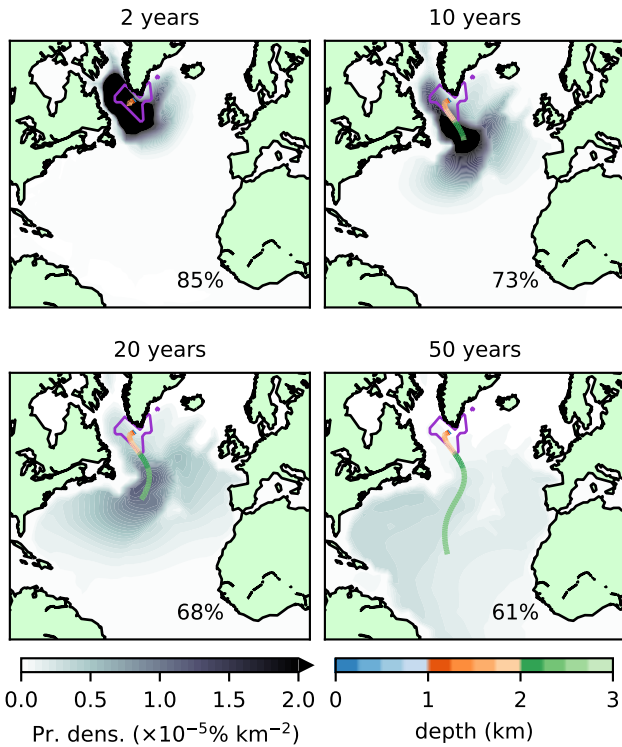 2 years
10 years
85%
73%
20 years
50 years
68%
61%
0.0 0.5 1.0 1.5 2.0
0 1 2 3
Pr. dens. (×10⁻⁵% km⁻²)
depth (km)